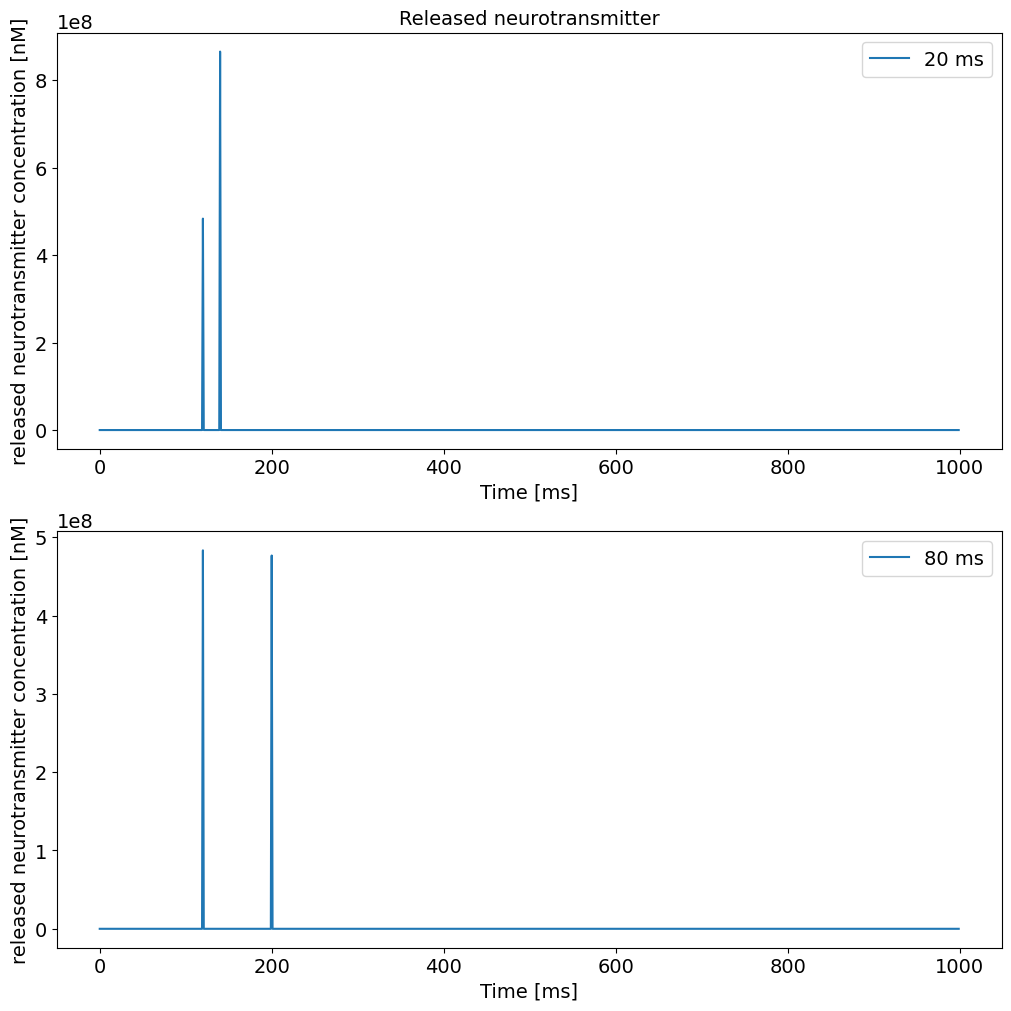 Released neurotransmitter
1e8
released neurotransmitter concentration [nM]
8
6
4
2
0
20 ms
0 200 400 600 800 1000
Time [ms]
1e8
released neurotransmitter concentration [nM]
5
4
3
2
1
0
80 ms
0 200 400 600 800 1000
Time [ms]